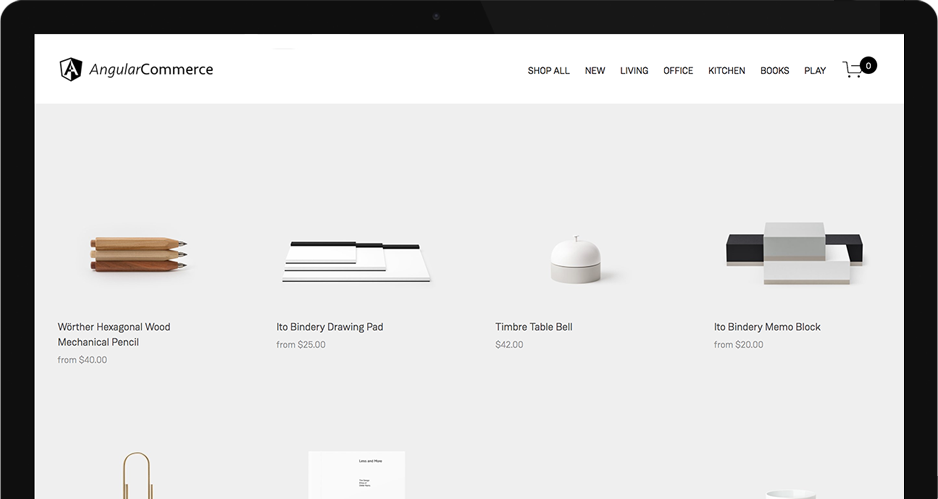 AngularCommerce
SHOP ALL NEW LIVING OFFICE KITCHEN BOOKS PLAY 0
Wörther Hexagonal Wood
Mechanical Pencil
from $40.00
Ito Bindery Drawing Pad
from $25.00
Timbre Table Bell
$42.00
Ito Bindery Memo Block
from $20.00
Less and More